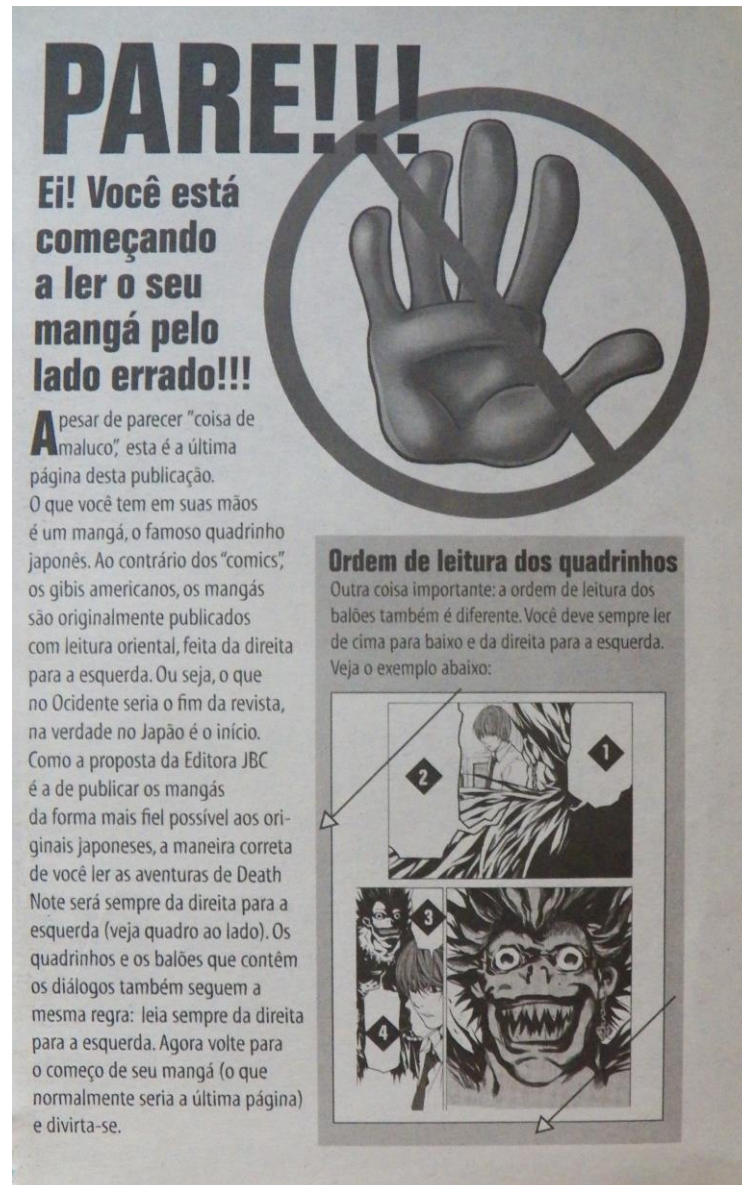 PARE!!!
Ei! Você está
começando
a ler o seu
mangá pelo
lado errado!!!
Apesar de parecer "coisa de
maluco", esta é a última
página desta publicação.
O que você tem em suas mãos
é um mangá, o famoso quadrinho
japonês. Ao contrário dos "comics",
os gibis americanos, os mangás
são originalmente publicados
com leitura oriental, feita da direita
para a esquerda. Ou seja, o que
no Ocidente seria o fim da revista,
na verdade no Japão é o início.
Como a proposta da Editora JBC
é a de publicar os mangás
da forma mais fiel possível aos ori-
ginais japoneses, a maneira correta
de você ler as aventuras de Death
Note será sempre da direita para a
esquerda (veja quadro ao lado). Os
quadrinhos e os balões que contêm
os diálogos também seguem a
mesma regra: leia sempre da direita
para a esquerda. Agora volte para
o começo de seu mangá (o que
normalmente seria a última página)
e divirta-se.
Ordem de leitura dos quadrinhos
Outra coisa importante: a ordem de leitura dos
balões também é diferente. Você deve sempre ler
de cima para baixo e da direita para a esquerda.
Veja o exemplo abaixo:
1
2
3
4